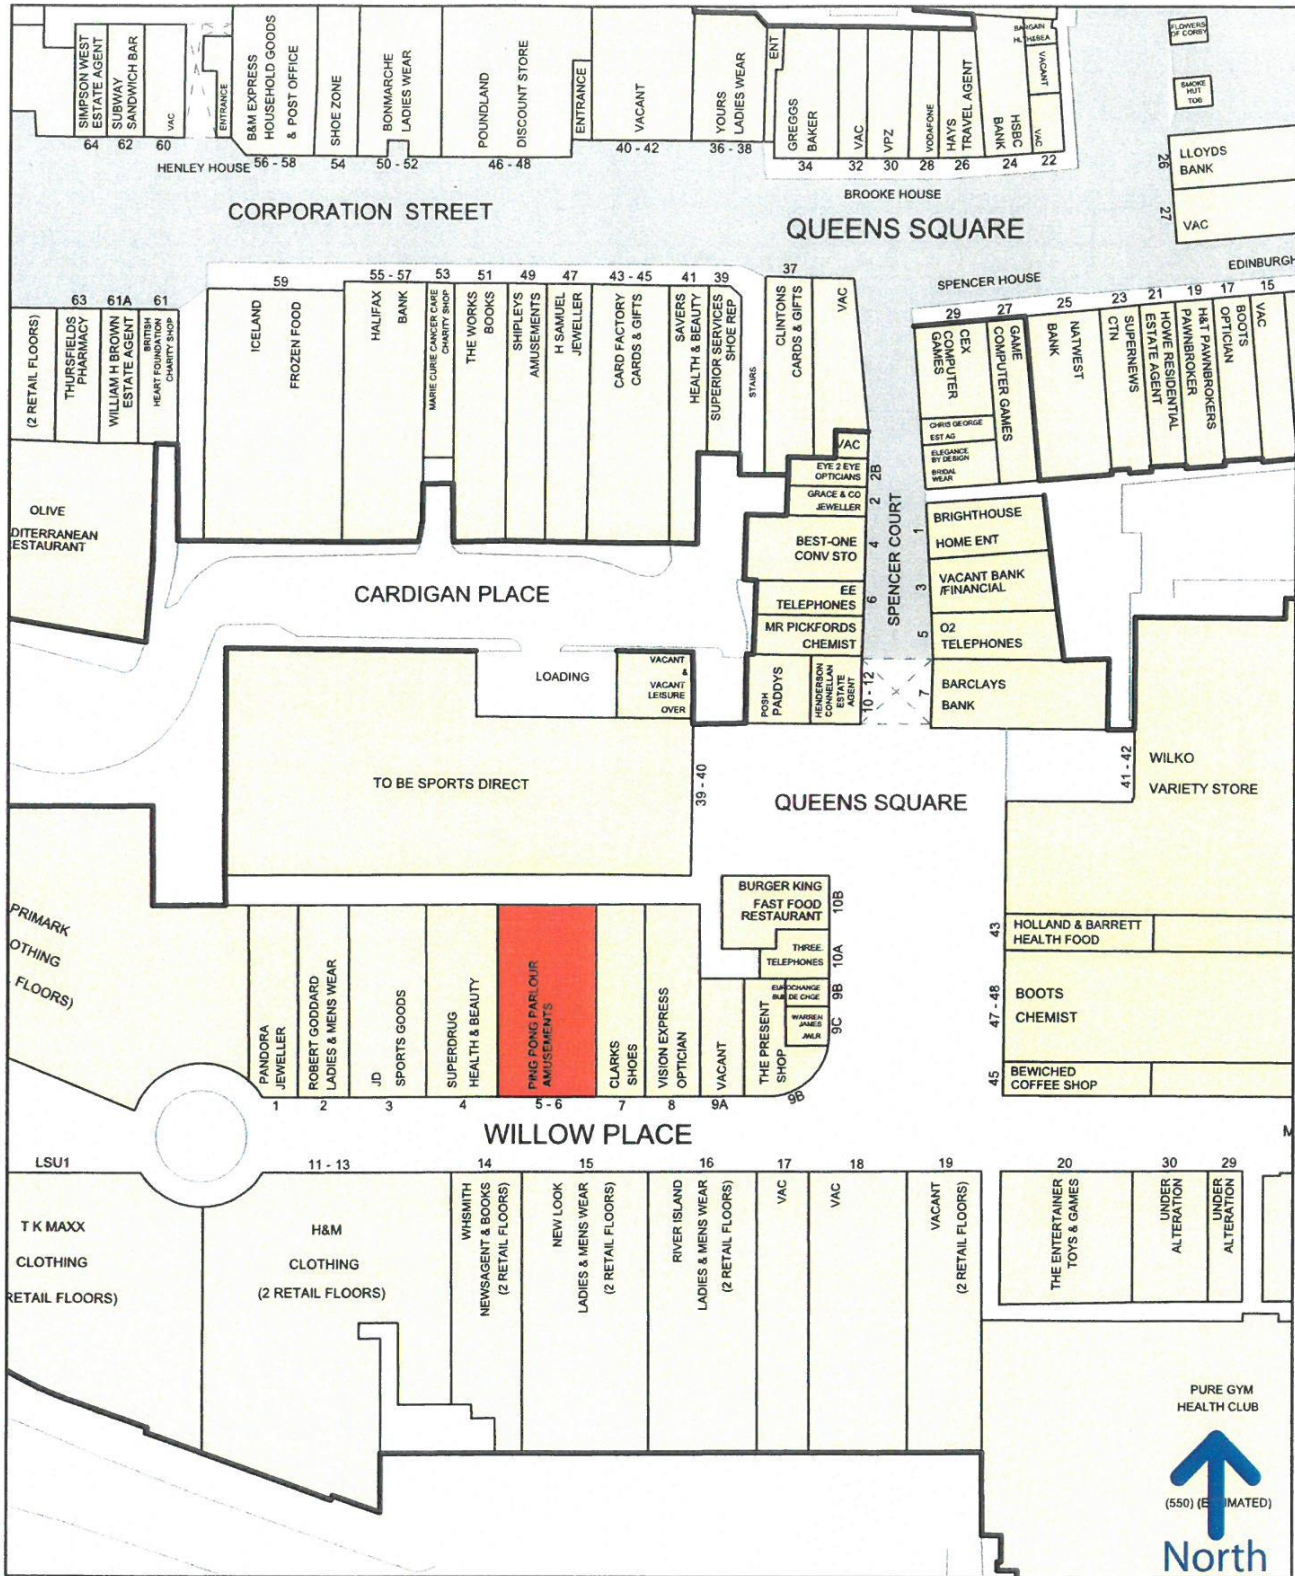 SIMPSON WEST
ESTATE AGENT
64
SUBWAY
SANDWICH BAR
62
VAC
60
ENTRANCE
B&M EXPRESS
HOUSEHOLD GOODS
& POST OFFICE
56 - 58
SHOE ZONE
54
BONMARCHE
LADIES WEAR
50 - 52
POUNDLAND
DISCOUNT STORE
46 - 48
ENTRANCE
VACANT
40 - 42
YOURS
LADIES WEAR
36 - 38
ENT
GREGGS
BAKER
34
VAC
32
VPZ
30
VODAFONE
28
HAYS
TRAVEL AGENT
26
HSBC
BANK
24
BARGAIN
VACANT
VAC
22
FLOWERS
OF CORBY
SMOKE
HUT
TOB
LLOYDS
BANK
26
VAC
27
HENLEY HOUSE
BROOKE HOUSE
CORPORATION STREET
QUEENS SQUARE
SPENCER HOUSE
EDINBURGH
(2 RETAIL FLOORS)
63
THURSFIELDS
PHARMACY
61A
WILLIAM H BROWN
ESTATE AGENT
61
BRITISH
HEART FOUNDATION
CHARITY SHOP
59
ICELAND
FROZEN FOOD
55 - 57
HALIFAX
BANK
53
MARIE CURIE CANCER CARE
CHARITY SHOP
51
THE WORKS
BOOKS
49
SHIPLEYS
AMUSEMENTS
47
H SAMUEL
JEWELLER
43 - 45
CARD FACTORY
CARDS & GIFTS
41
SAVERS
HEALTH & BEAUTY
39
SUPERIOR SERVICES
SHOE REP
STAIRS
37
CLINTONS
CARDS & GIFTS
VAC
VAC
29
CEX
COMPUTER
GAMES
CHRIS GEORGE
EST AG
ELEGANCE
BY DESIGN
BRIDAL
WEAR
27
GAME
COMPUTER GAMES
25
NATWEST
BANK
23
SUPERNEWS
CTN
21
HOWE RESIDENTIAL
ESTATE AGENT
19
H&T PAWNBROKERS
PAWNBROKER
17
BOOTS
OPTICIAN
15
VAC
EYE 2 EYE
OPTICIANS
2B
GRACE & CO
JEWELLER
2
BEST-ONE
CONV STO
4
EE
TELEPHONES
6
MR PICKFORDS
CHEMIST
POSH
PADDYS
HENDERSON
CONNELLAN
ESTATE
AGENT
10 - 12
SPENCER COURT
1
BRIGHTHOUSE
HOME ENT
3
VACANT BANK
/FINANCIAL
5
O2
TELEPHONES
7
BARCLAYS
BANK
OLIVE
DITERRANEAN
ESTAURANT
CARDIGAN PLACE
LOADING
VACANT
&
VACANT
LEISURE
OVER
TO BE SPORTS DIRECT
39 - 40
QUEENS SQUARE
41 - 42
WILKO
VARIETY STORE
PRIMARK
OTHING
FLOORS)
PANDORA
JEWELLER
1
ROBERT GODDARD
LADIES & MENS WEAR
2
JD
SPORTS GOODS
3
SUPERDRUG
HEALTH & BEAUTY
4
PING PONG PARLOUR
AMUSEMENTS
5 - 6
CLARKS
SHOES
7
VISION EXPRESS
OPTICIAN
8
VACANT
9A
THE PRESENT
SHOP
9B
BURGER KING
FAST FOOD
RESTAURANT
10B
THREE
TELEPHONES
10A
EUROCHANGE
BUR DE CHGE
9B
WARREN
JAMES
JWLR
9C
43
HOLLAND & BARRETT
HEALTH FOOD
47 - 48
BOOTS
CHEMIST
45
BEWICHED
COFFEE SHOP
WILLOW PLACE
M
LSU1
T K MAXX
CLOTHING
RETAIL FLOORS)
11 - 13
H&M
CLOTHING
(2 RETAIL FLOORS)
14
WHSMITH
NEWSAGENT & BOOKS
(2 RETAIL FLOORS)
15
NEW LOOK
LADIES & MENS WEAR
(2 RETAIL FLOORS)
16
RIVER ISLAND
LADIES & MENS WEAR
(2 RETAIL FLOORS)
17
VAC
18
VAC
19
VACANT
(2 RETAIL FLOORS)
20
THE ENTERTAINER
TOYS & GAMES
30
UNDER
ALTERATION
29
UNDER
ALTERATION
PURE GYM
HEALTH CLUB
(550) (ESTIMATED)
North